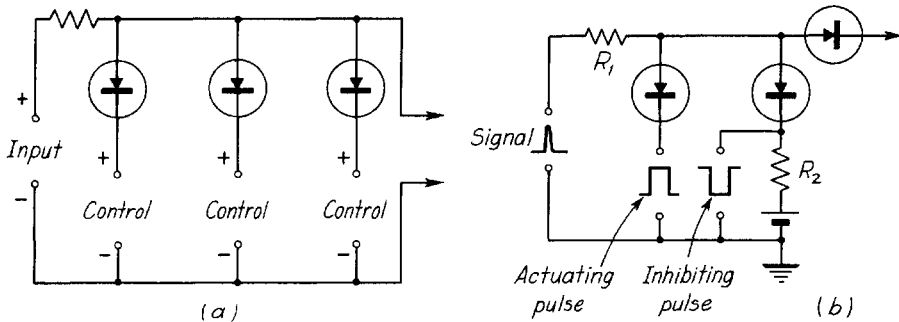 +
Input
-
+
Control
-
+
Control
-
+
Control
-
(a)
R1
Signal
R2
Actuating
pulse
Inhibiting
pulse
(b)